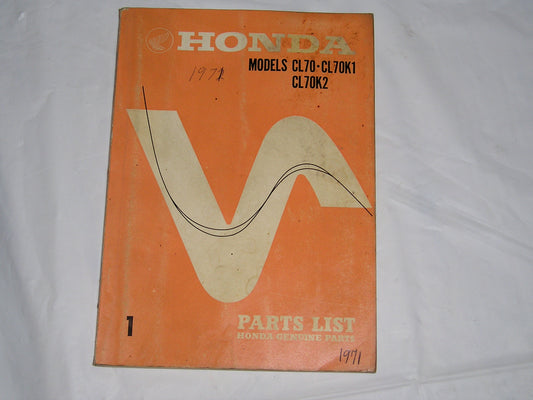 HONDA
MODELS CL70·CL70K1
CL70K2
1971
1
PARTS LIST
HONDA GENUINE PARTS
1971